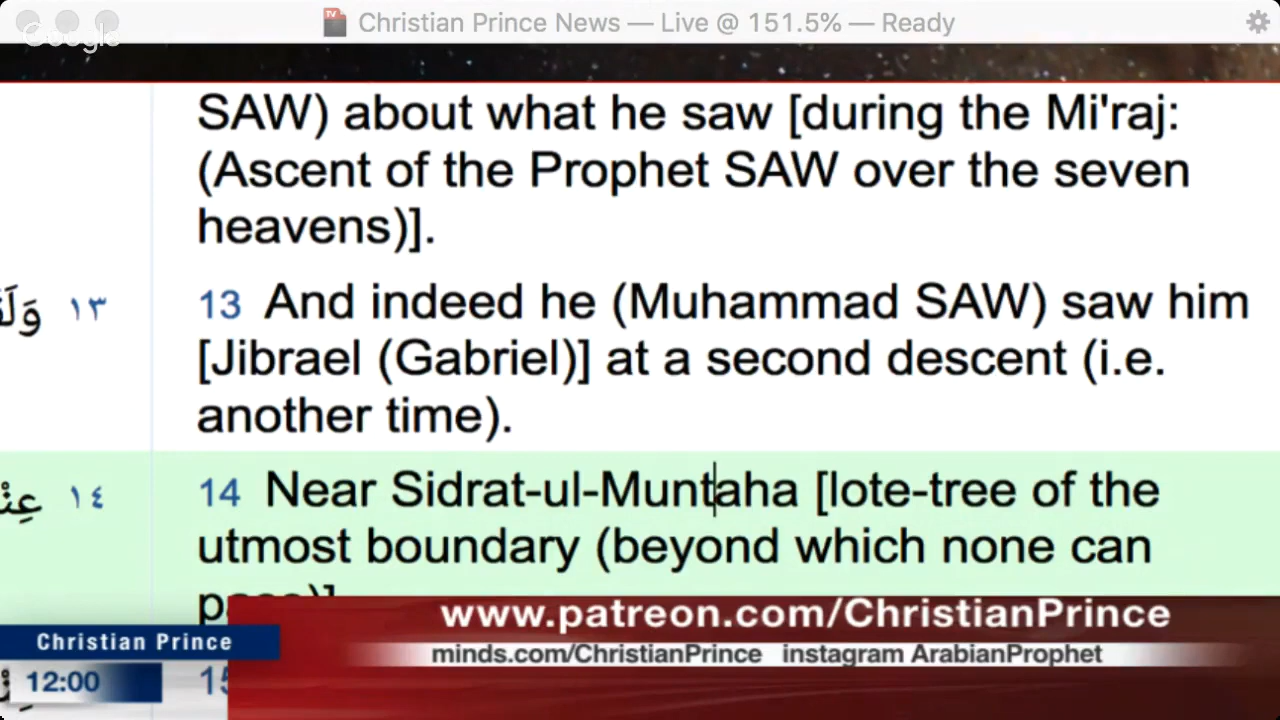 Christian Prince News — Live @ 151.5% — Ready
Google
SAW) about what he saw [during the Mi'raj:
(Ascent of the Prophet SAW over the seven
heavens)].
١٣
13 And indeed he (Muhammad SAW) saw him
[Jibrael (Gabriel)] at a second descent (i.e.
another time).
١٤
14 Near Sidrat-ul-Muntaha [lote-tree of the
utmost boundary (beyond which none can
www.patreon.com/ChristianPrince
Christian Prince
minds.com/ChristianPrince instagram ArabianProphet
12:00